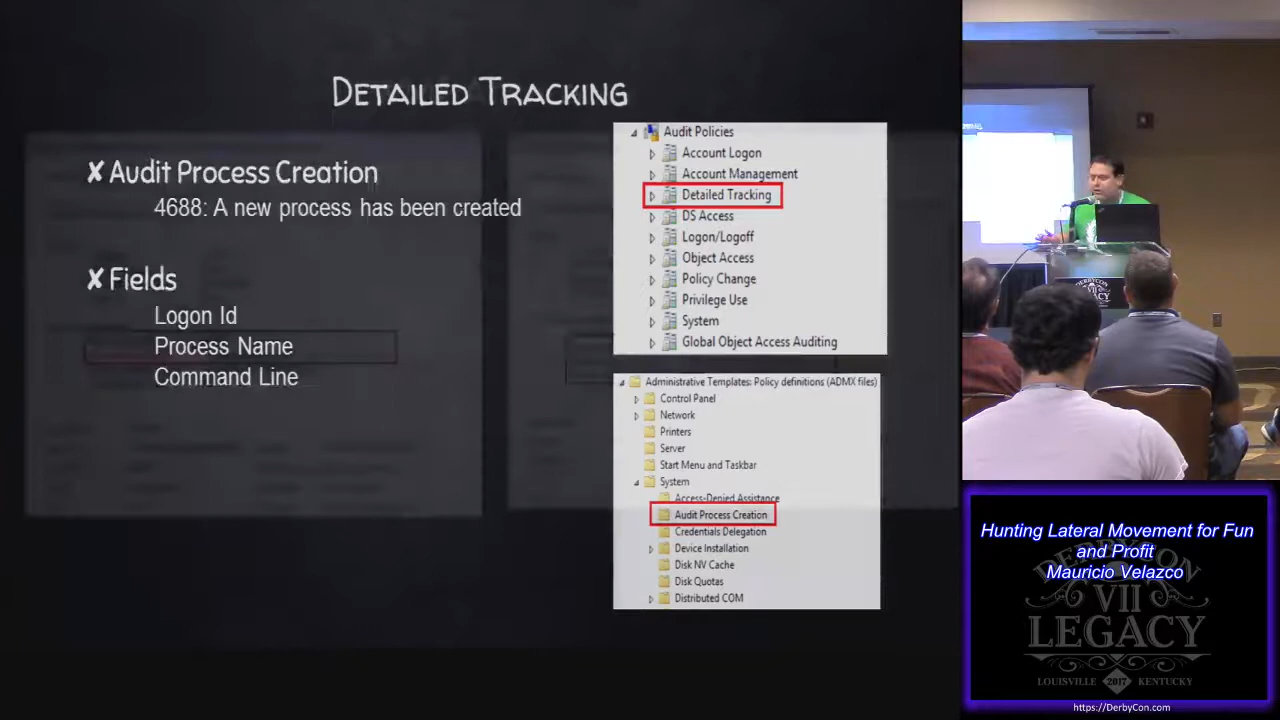 Detailed Tracking
✘ Audit Process Creation
4688: A new process has been created
✘ Fields
Logon Id
Process Name
Command Line
Audit Policies
Account Logon
Account Management
Detailed Tracking
DS Access
Logon/Logoff
Object Access
Policy Change
Privilege Use
System
Global Object Access Auditing
Administrative Templates: Policy definitions (ADMX files)
Control Panel
Network
Printers
Server
Start Menu and Taskbar
System
Access-Denied Assistance
Audit Process Creation
Credentials Delegation
Device Installation
Disk NV Cache
Disk Quotas
Distributed COM
DERBYCON
VII
LEGACY
Hunting Lateral Movement for Fun
and Profit
Mauricio Velazco
DERBYCON
VII
LEGACY
LOUISVILLE 2017 KENTUCKY
https://DerbyCon.com